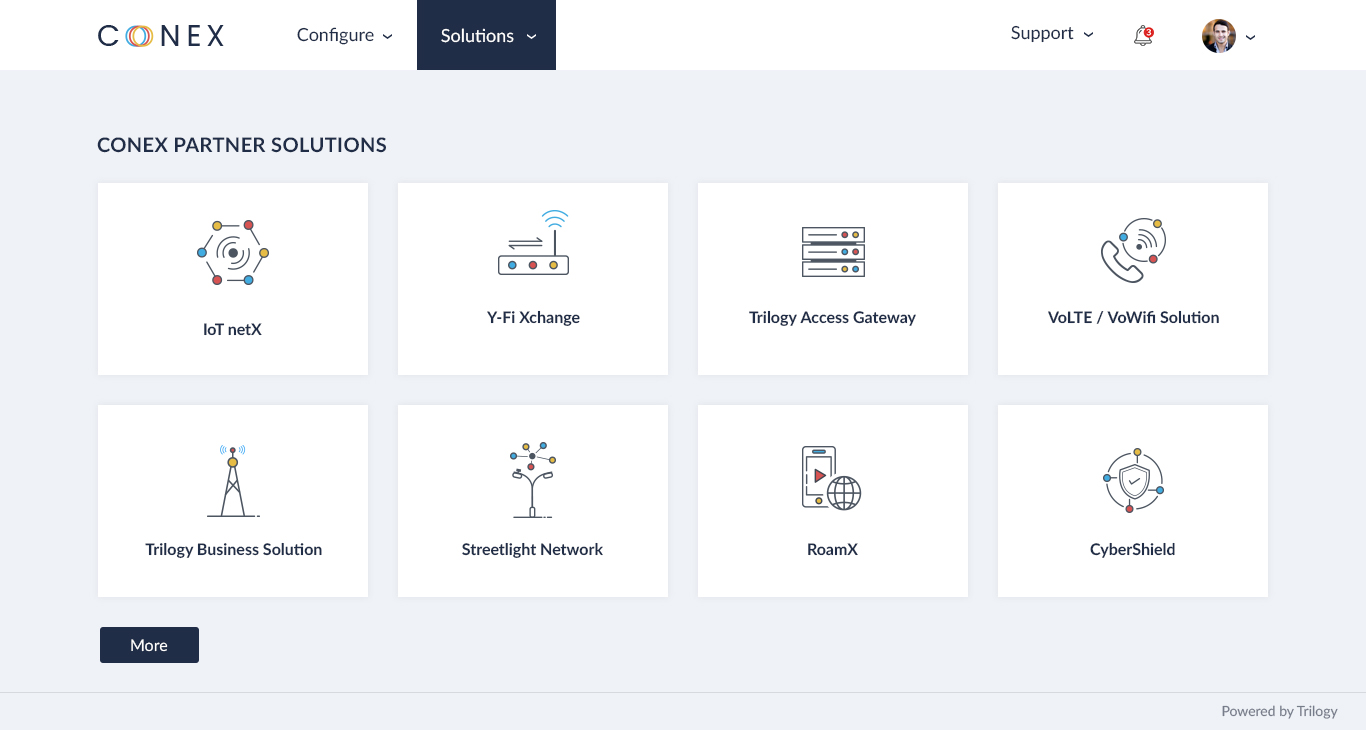 CONEX
Configure
Solutions
Support
3
CONEX PARTNER SOLUTIONS
IoT netX
Y-Fi Xchange
Trilogy Access Gateway
VoLTE / VoWifi Solution
Trilogy Business Solution
Streetlight Network
RoamX
CyberShield
More
Powered by Trilogy